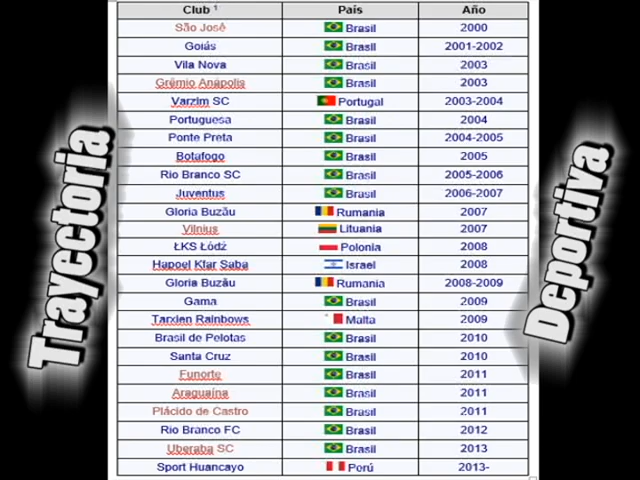 Trayectoria
Club ¹ País Año
São José Brasil 2000
Goiás Brasil 2001-2002
Vila Nova Brasil 2003
Grêmio Anápolis Brasil 2003
Varzim SC Portugal 2003-2004
Portuguesa Brasil 2004
Ponte Preta Brasil 2004-2005
Botafogo Brasil 2005
Rio Branco SC Brasil 2005-2006
Juventus Brasil 2006-2007
Gloria Buzău Rumania 2007
Vilnius Lituania 2007
ŁKS Łódź Polonia 2008
Hapoel Kfar Saba Israel 2008
Gloria Buzău Rumania 2008-2009
Gama Brasil 2009
Tarxien Rainbows Malta 2009
Brasil de Pelotas Brasil 2010
Santa Cruz Brasil 2010
Funorte Brasil 2011
Araguaína Brasil 2011
Plácido de Castro Brasil 2011
Rio Branco FC Brasil 2012
Uberaba SC Brasil 2013
Sport Huancayo Perú 2013-
Deportiva